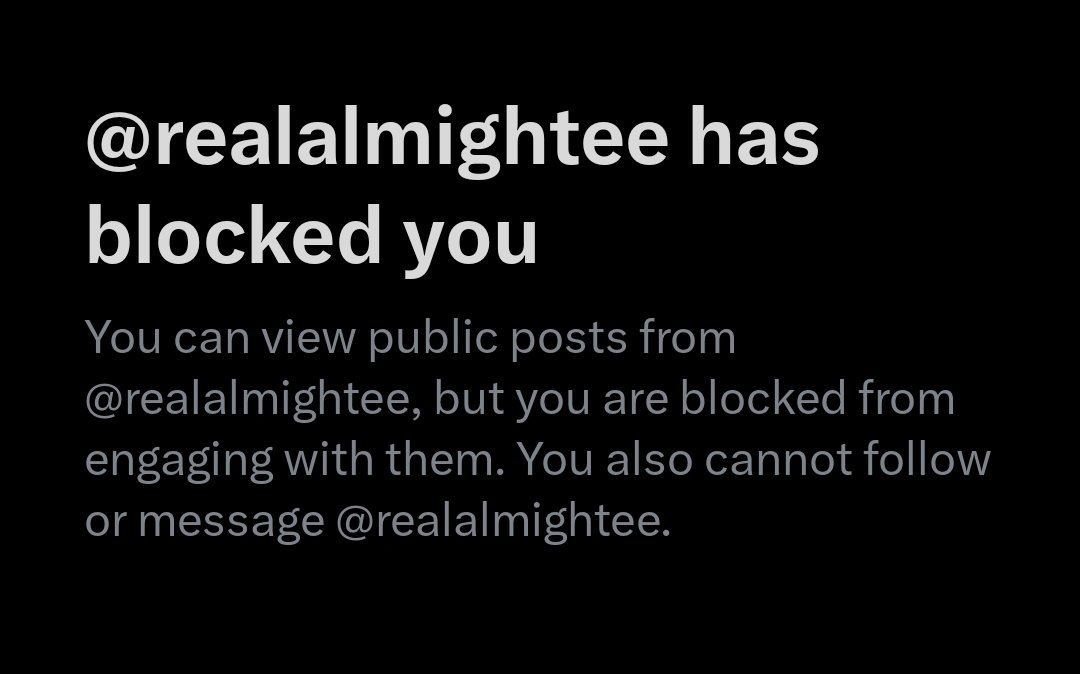 @realalmightee has
blocked you
You can view public posts from
@realalmightee, but you are blocked from
engaging with them. You also cannot follow
or message @realalmightee.